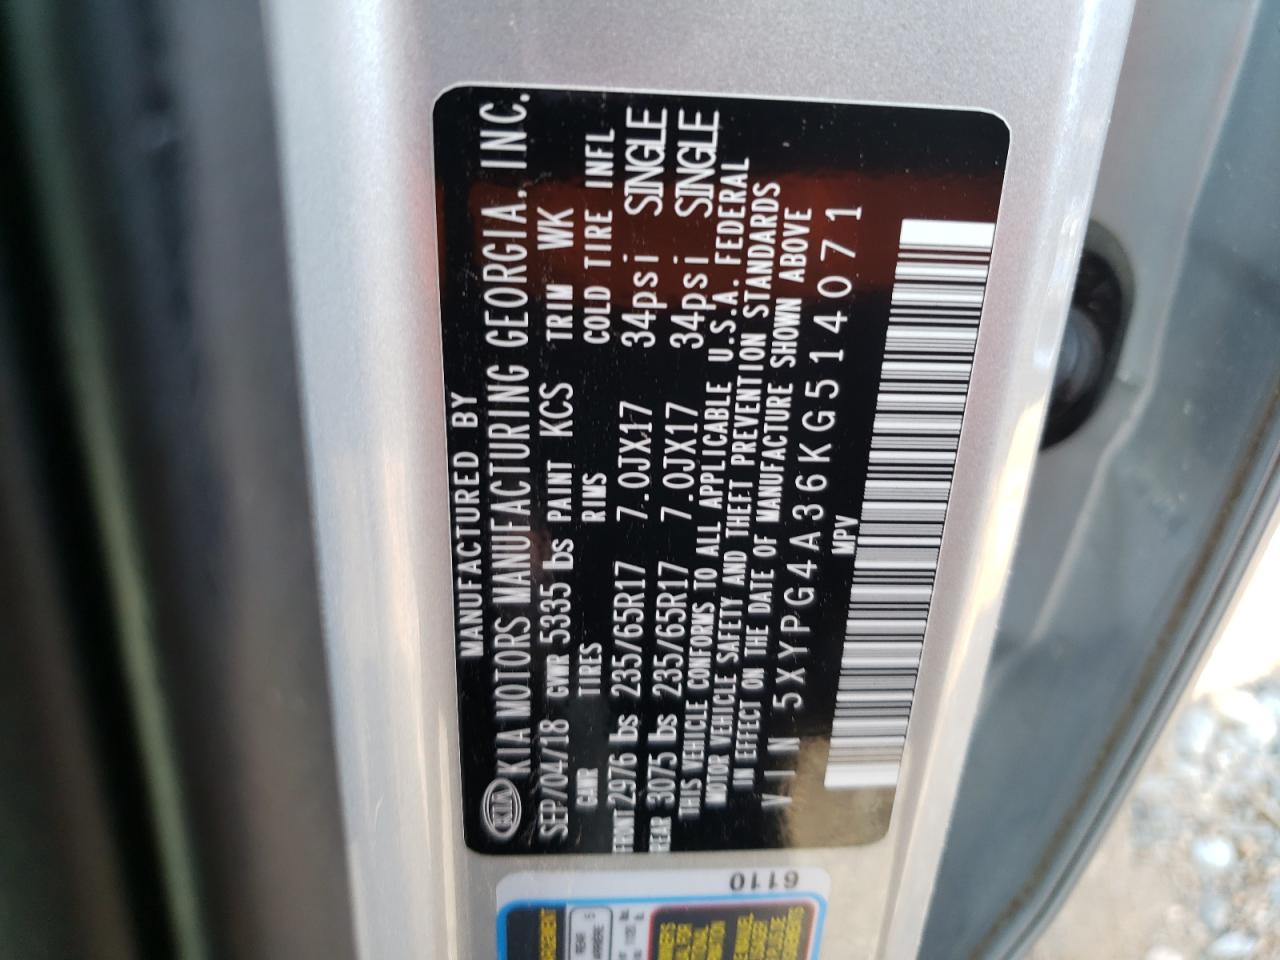 MANUFACTURED BY
KIA KIA MOTORS MANUFACTURING GEORGIA, INC.
SEP/04/18 GVWR 5335 lbs PAINT KCS TRIM WK
GAWR TIRES RIMS COLD TIRE INFL
FRNT 2976 lbs 235/65R17 7.0JX17 34psi SINGLE
REAR 3075 lbs 235/65R17 7.0JX17 34psi SINGLE
THIS VEHICLE CONFORMS TO ALL APPLICABLE U.S.A. FEDERAL
MOTOR VEHICLE SAFETY AND THEFT PREVENTION STANDARDS
IN EFFECT ON THE DATE OF MANUFACTURE SHOWN ABOVE
VIN 5XYPG4A36KG514071
MPV
6110
REAR